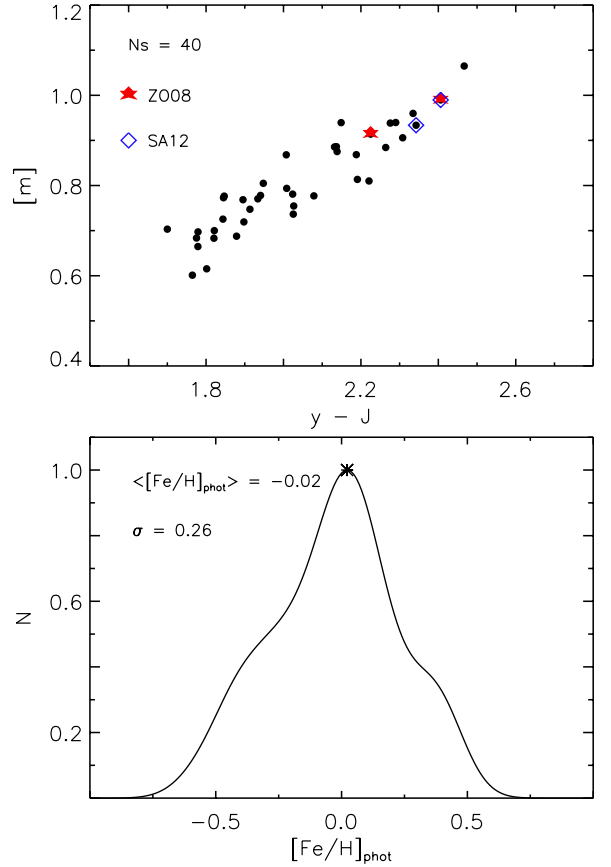 1.2
Ns = 40
ZO08
SA12
1.0
0.8
0.6
0.4
[m]
1.8 2.2 2.6
y − J
<[Fe/H]phot> = −0.02
σ = 0.26
1.0
0.6
0.2
N
−0.5 0.0 0.5
[Fe/H]phot